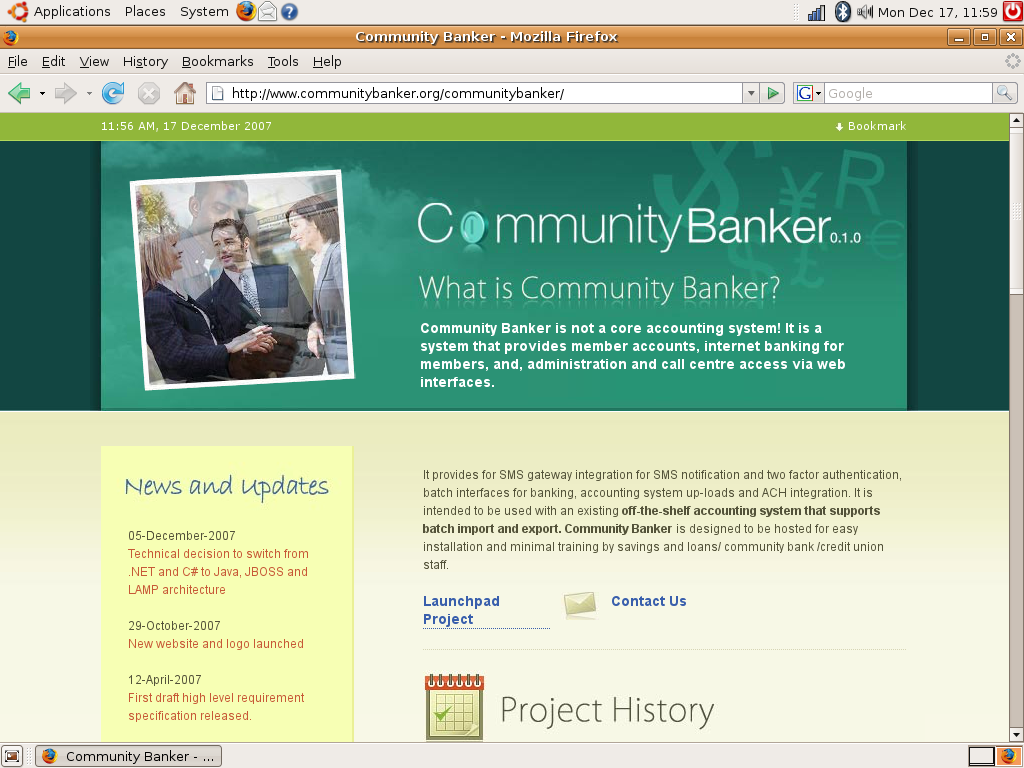 Applications Places System Mon Dec 17, 11:59
Community Banker - Mozilla Firefox
File Edit View History Bookmarks Tools Help
http://www.communitybanker.org/communitybanker/ G Google
11:56 AM, 17 December 2007 Bookmark
CommunityBanker0.1.0
What is Community Banker?
Community Banker is not a core accounting system! It is a
system that provides member accounts, internet banking for
members, and, administration and call centre access via web
interfaces.
News and Updates
05-December-2007
Technical decision to switch from
.NET and C# to Java, JBOSS and
LAMP architecture
29-October-2007
New website and logo launched
12-April-2007
First draft high level requirement
specification released.
It provides for SMS gateway integration for SMS notification and two factor authentication,
batch interfaces for banking, accounting system up-loads and ACH integration. It is
intended to be used with an existing off-the-shelf accounting system that supports
batch import and export. Community Banker is designed to be hosted for easy
installation and minimal training by savings and loans/ community bank /credit union
staff.
Launchpad
Project
Contact Us
Project History
Community Banker - ...